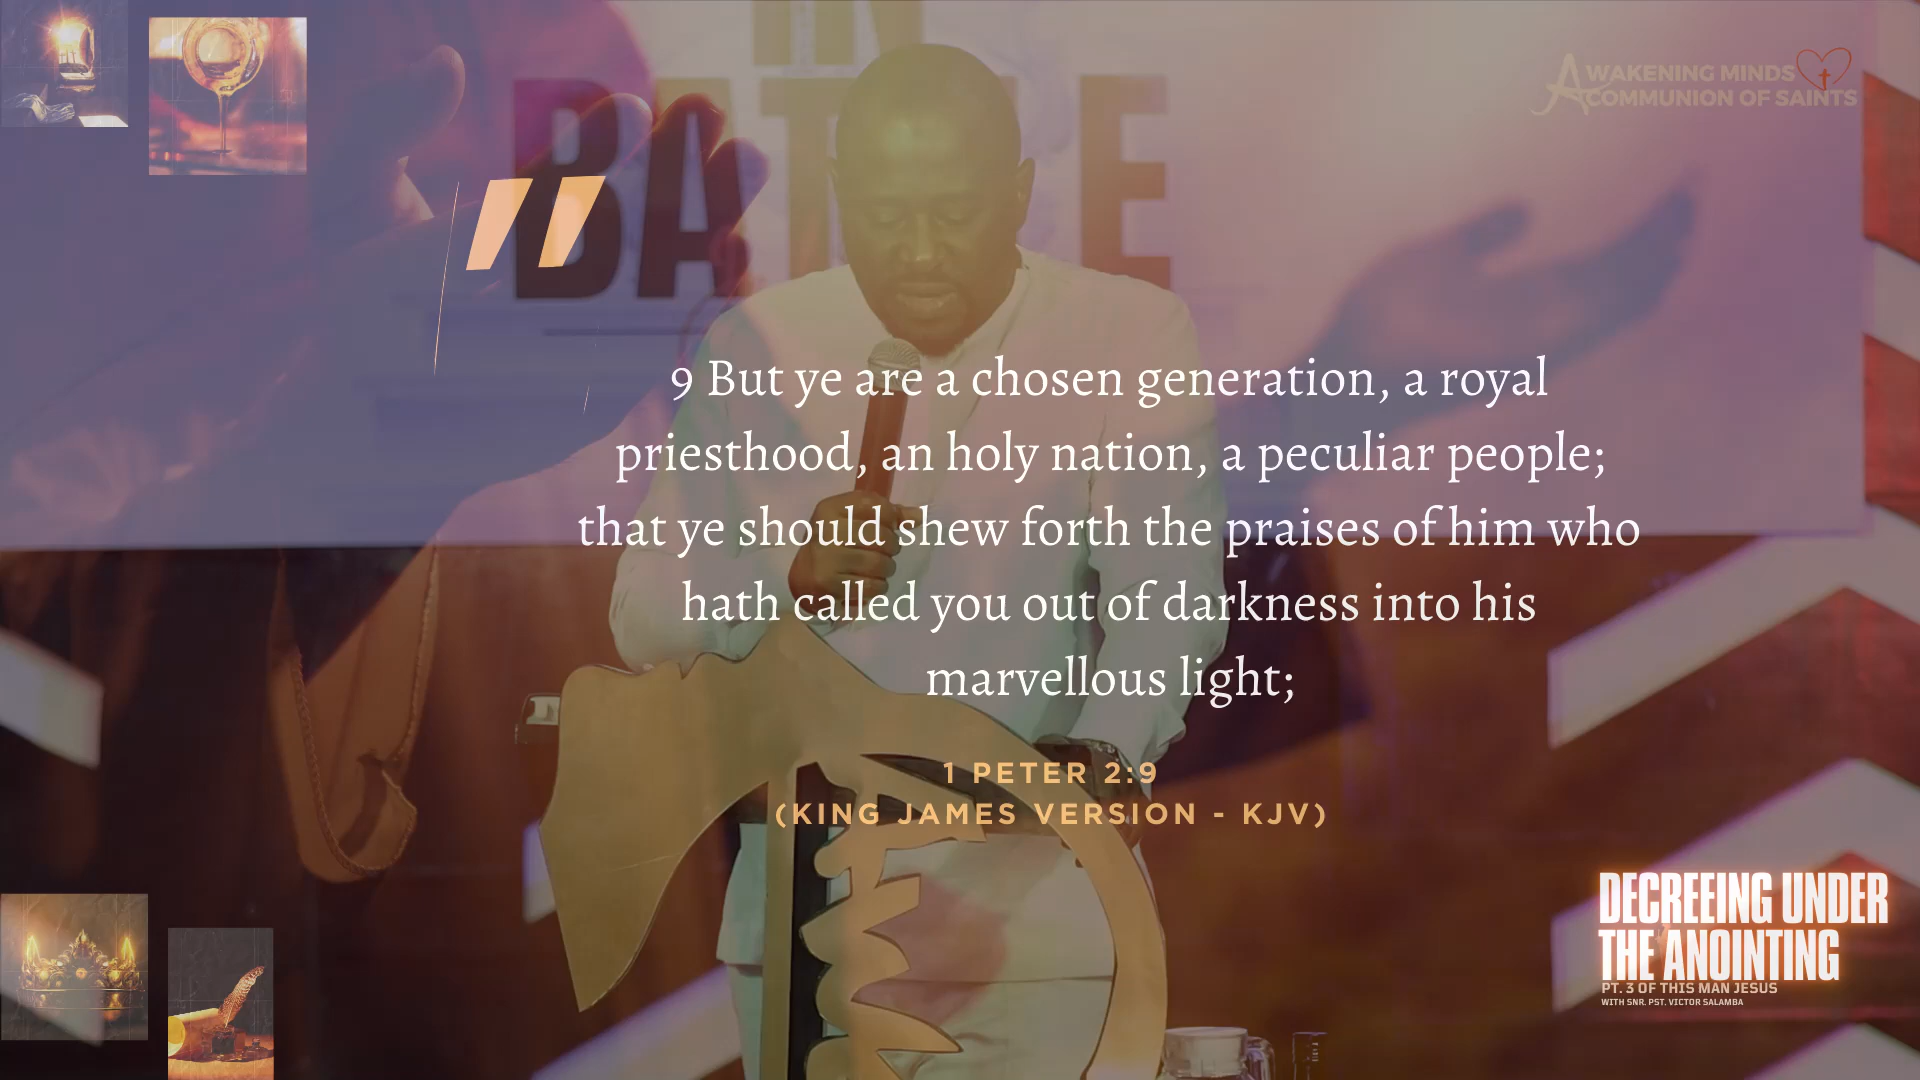 IN
BATTLE
AWAKENING MINDS
COMMUNION OF SAINTS
"
9 But ye are a chosen generation, a royal
priesthood, an holy nation, a peculiar people;
that ye should shew forth the praises of him who
hath called you out of darkness into his
marvellous light;
1 PETER 2:9
(KING JAMES VERSION - KJV)
DECREEING UNDER
THE ANOINTING
PT. 3 OF THIS MAN JESUS
WITH SNR. PST. VICTOR SALAMBA